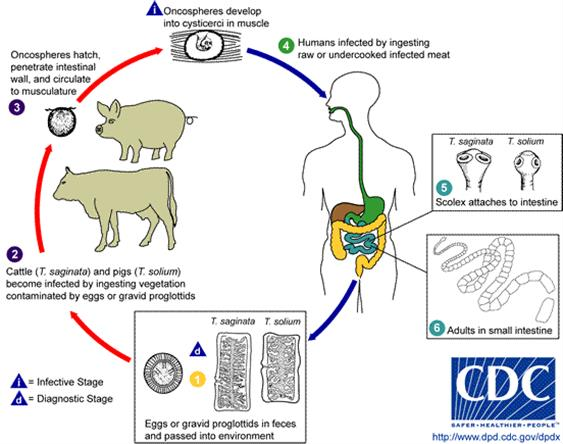 i
Oncospheres develop
into cysticerci in muscle
4
Humans infected by ingesting
raw or undercooked infected meat
Oncospheres hatch,
penetrate intestinal
wall, and circulate
to musculature
3
T. saginata T. solium
5
Scolex attaches to intestine
2
Cattle (T. saginata) and pigs (T. solium)
become infected by ingesting vegetation
contaminated by eggs or gravid proglottids
6 Adults in small intestine
T. saginata T. solium
d
1
Eggs or gravid proglottids in feces
and passed into environment
i = Infective Stage
d = Diagnostic Stage
CDC
SAFER·HEALTHIER·PEOPLE™
http://www.dpd.cdc.gov/dpdx